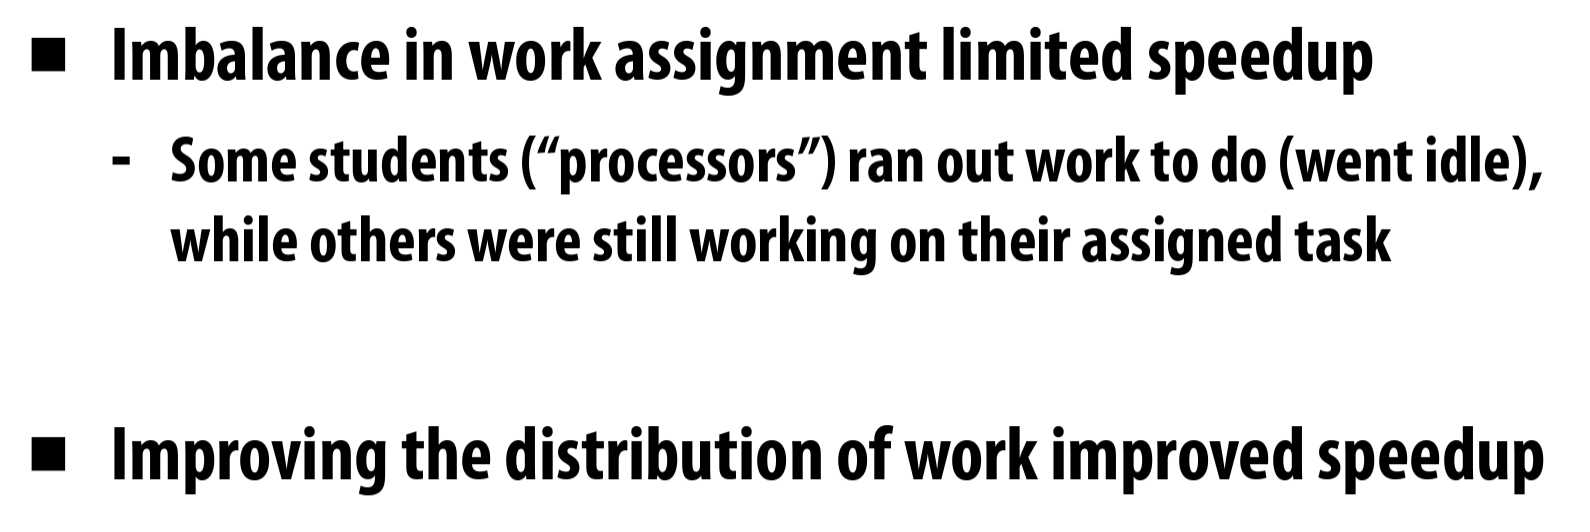 ■ Imbalance in work assignment limited speedup
- Some students (“processors”) ran out work to do (went idle),
while others were still working on their assigned task
■ Improving the distribution of work improved speedup